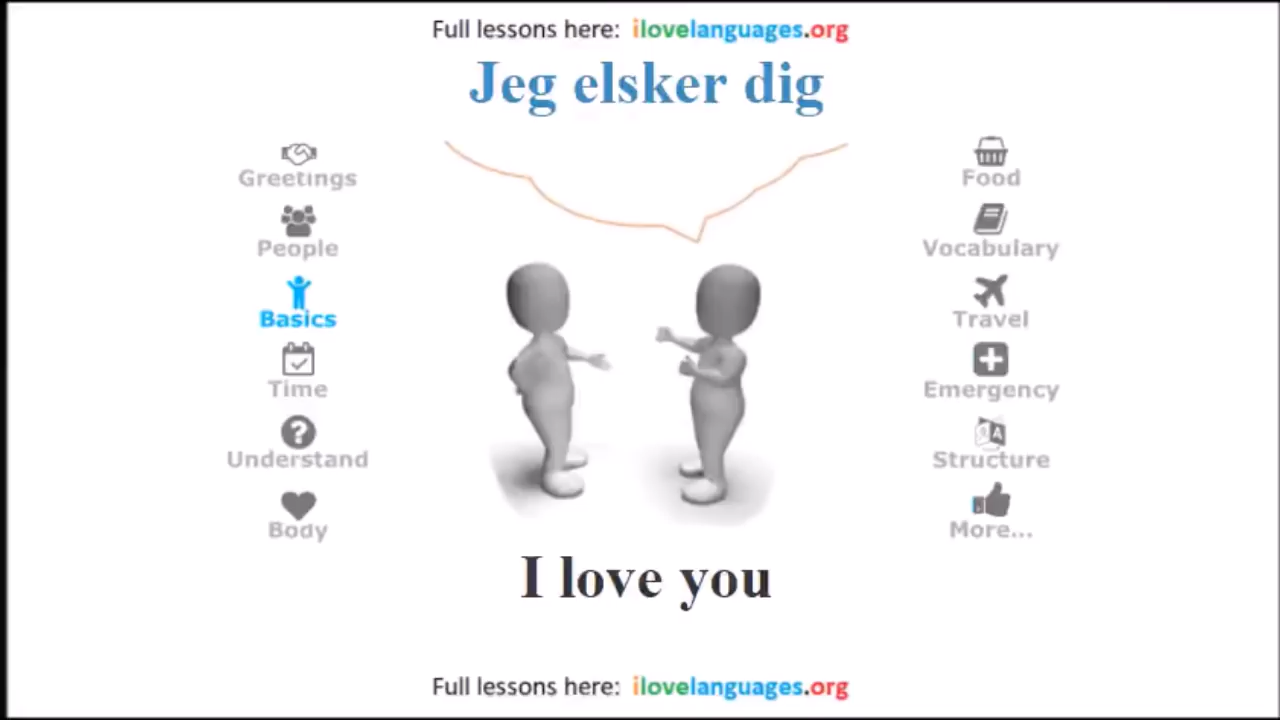 Full lessons here: ilovelanguages.org
Jeg elsker dig
Greetings
People
Basics
Time
Understand
Body
Food
Vocabulary
Travel
Emergency
Structure
More...
I love you
Full lessons here: ilovelanguages.org